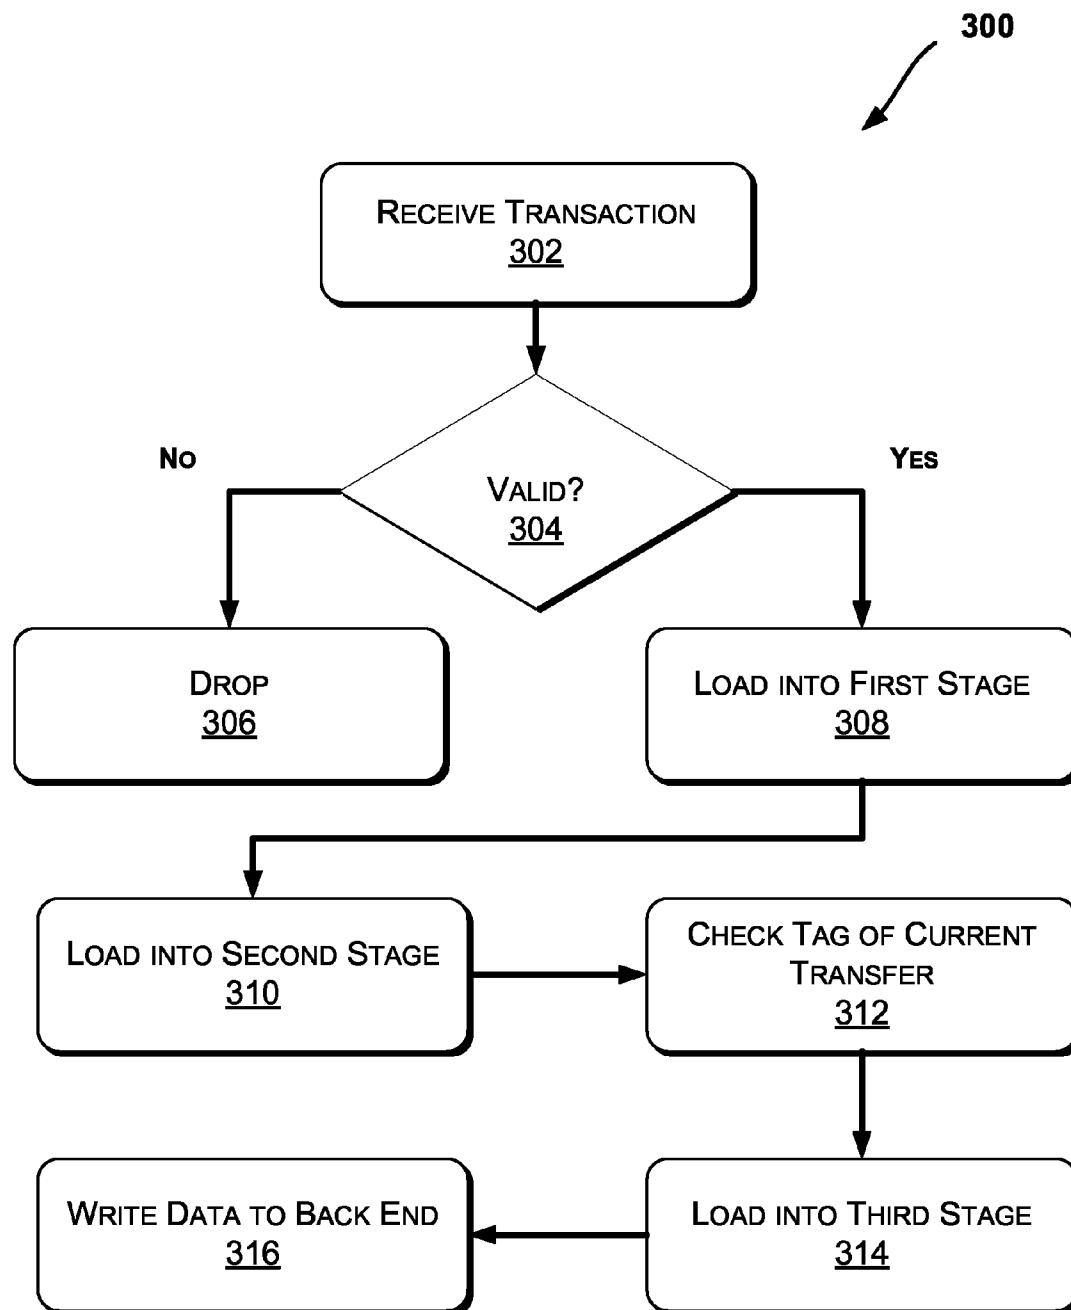 300
RECEIVE TRANSACTION
302
NO
YES
VALID?
304
DROP
306
LOAD INTO FIRST STAGE
308
LOAD INTO SECOND STAGE
310
CHECK TAG OF CURRENT
TRANSFER
312
WRITE DATA TO BACK END
316
LOAD INTO THIRD STAGE
314